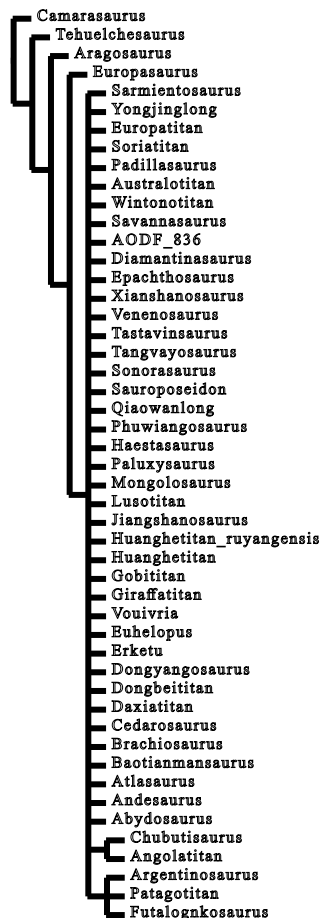 Camarasaurus
Tehuelchesaurus
Aragosaurus
Europasaurus
Sarmientosaurus
Yongjinglong
Europatitan
Soriatitan
Padillasaurus
Australotitan
Wintonotitan
Savannasaurus
AODF_836
Diamantinasaurus
Epachthosaurus
Xianshanosaurus
Venenosaurus
Tastavinsaurus
Tangvayosaurus
Sonorasaurus
Sauroposeidon
Qiaowanlong
Phuwiangosaurus
Haestasaurus
Paluxysaurus
Mongolosaurus
Lusotitan
Jiangshanosaurus
Huanghetitan_ruyangensis
Huanghetitan
Gobititan
Giraffatitan
Vouivria
Euhelopus
Erketu
Dongyangosaurus
Dongbeititan
Daxiatitan
Cedarosaurus
Brachiosaurus
Baotianmansaurus
Atlasaurus
Andesaurus
Abydosaurus
Chubutisaurus
Angolatitan
Argentinosaurus
Patagotitan
Futalognkosaurus